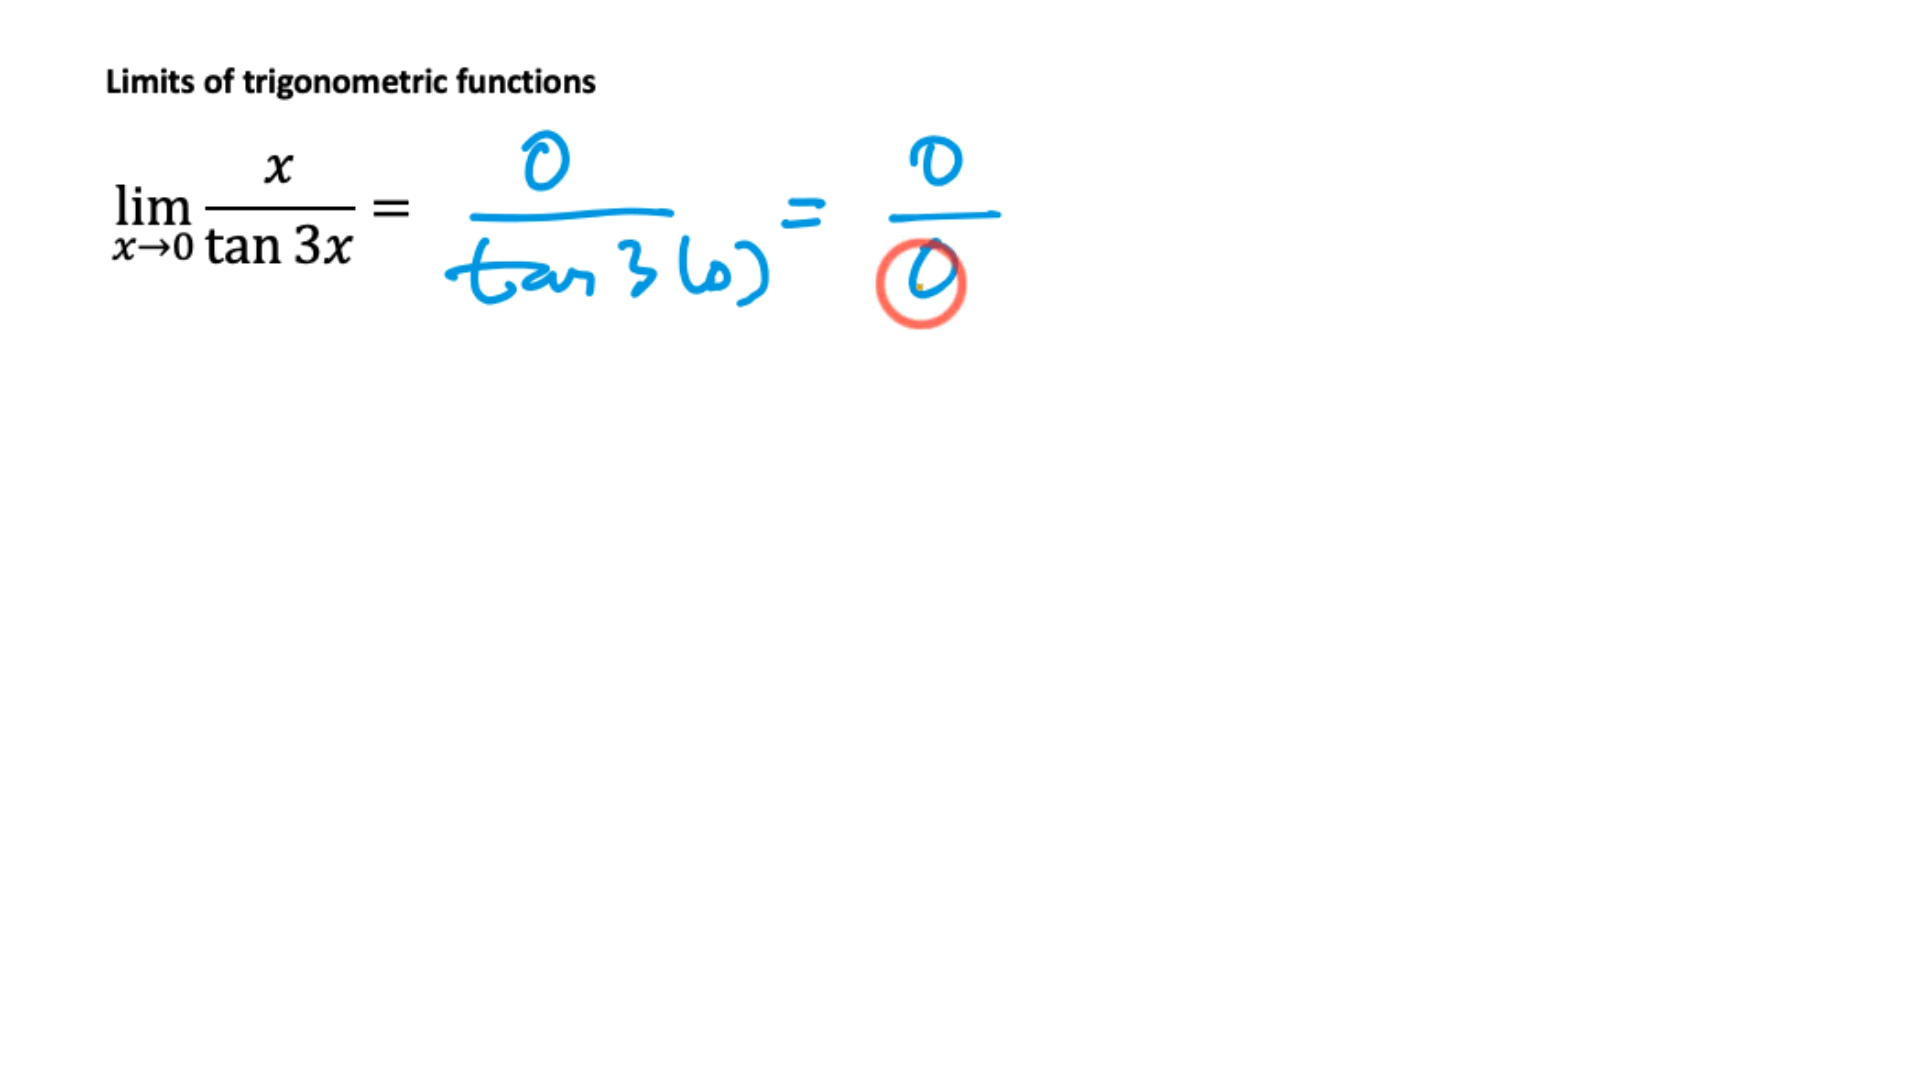 Limits of trigonometric functions
lim x→0 x / tan 3x = 0 / tan 3(0) = 0 / 0